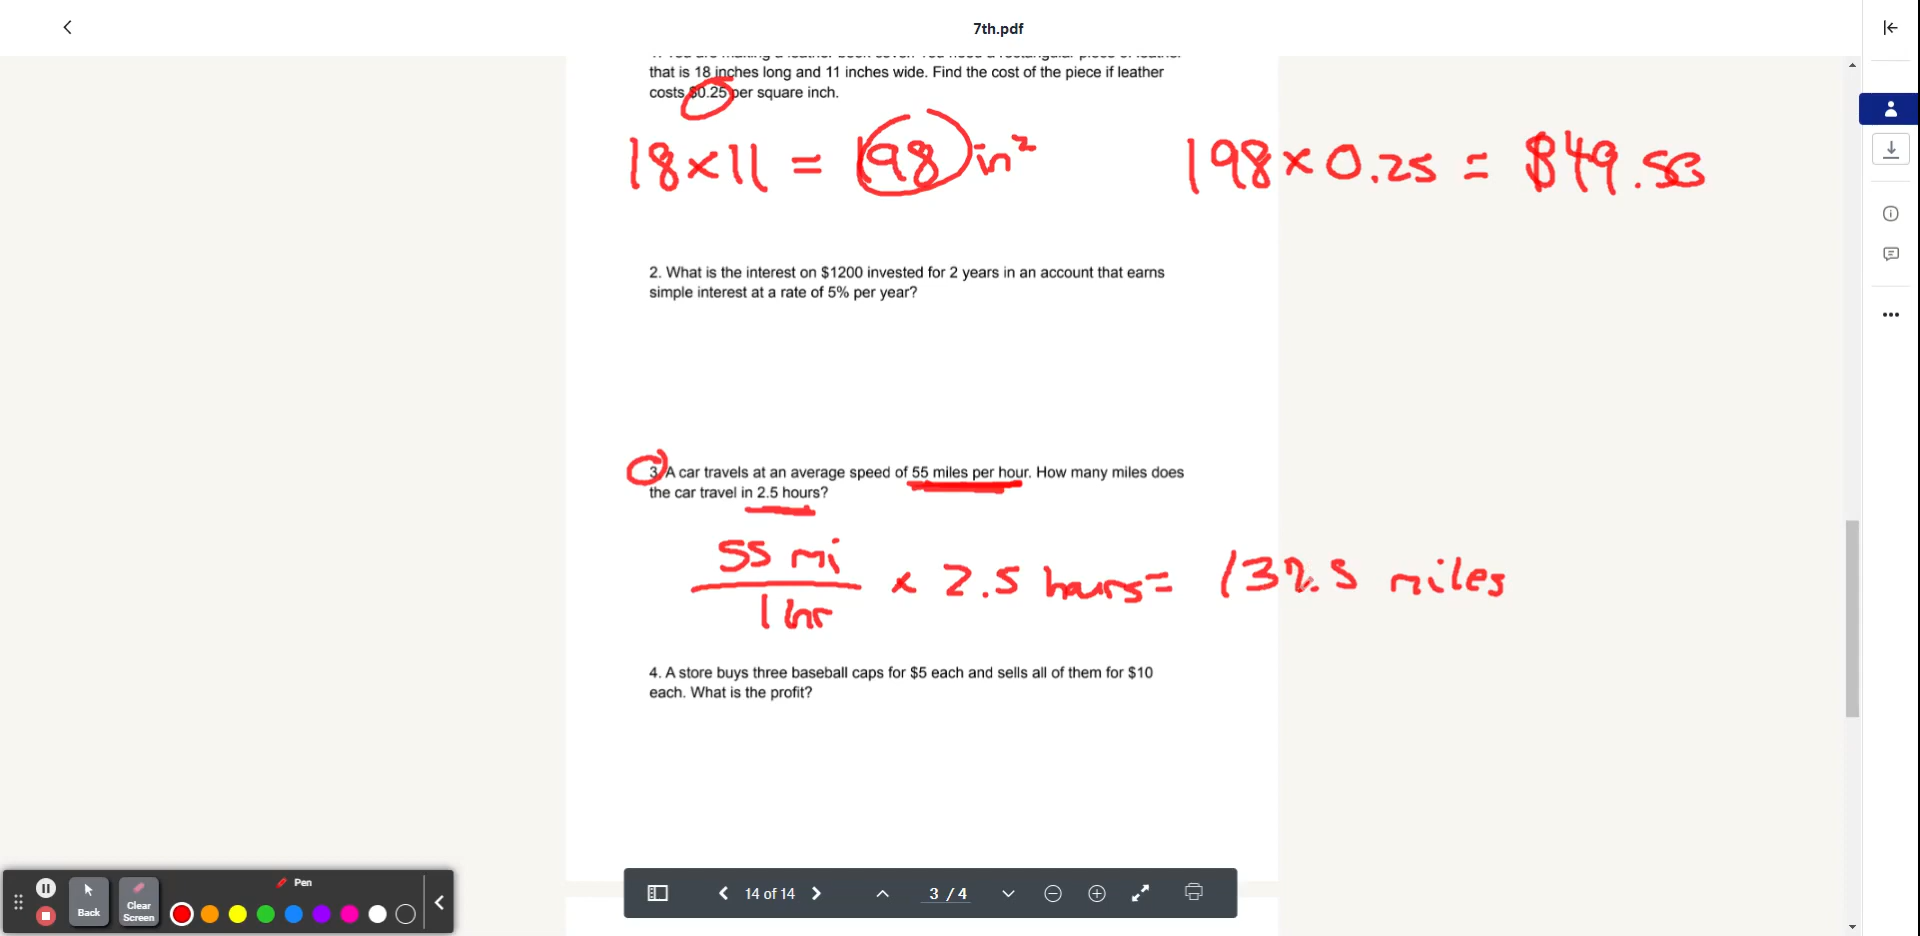 7th.pdf
that is 18 inches long and 11 inches wide. Find the cost of the piece if leather
costs $0.25 per square inch.
18 × 11 = 198 in²
198 × 0.25 = $49.50
2. What is the interest on $1200 invested for 2 years in an account that earns
simple interest at a rate of 5% per year?
3. A car travels at an average speed of 55 miles per hour. How many miles does
the car travel in 2.5 hours?
55 mi
× 2.5 hours = 137.5 miles
1 hr
4. A store buys three baseball caps for $5 each and sells all of them for $10
each. What is the profit?
14 of 14
3 / 4
Pen
Back
Clear
Screen